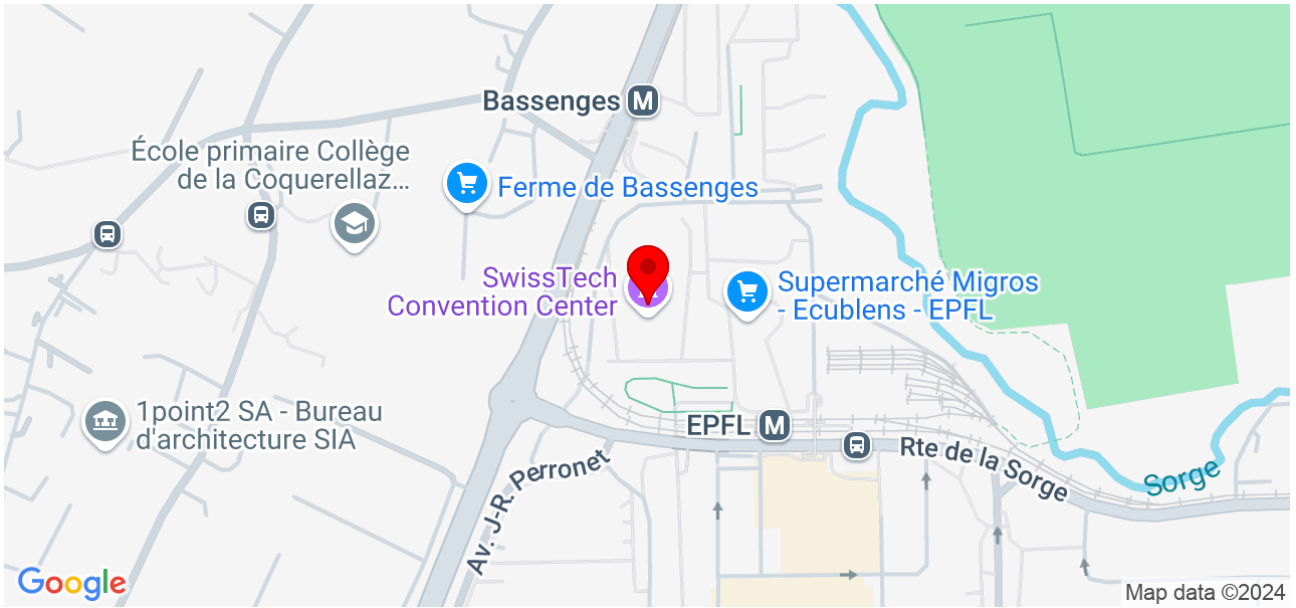 Bassenges
M
École primaire Collège
de la Coquerellaz...
Ferme de Bassenges
SwissTech
Convention Center
Supermarché Migros
- Ecublens - EPFL
1point2 SA - Bureau
d'architecture SIA
EPFL
M
Rte de la Sorge
Sorge
Av. J-R. Perronet
Google
Map data ©2024